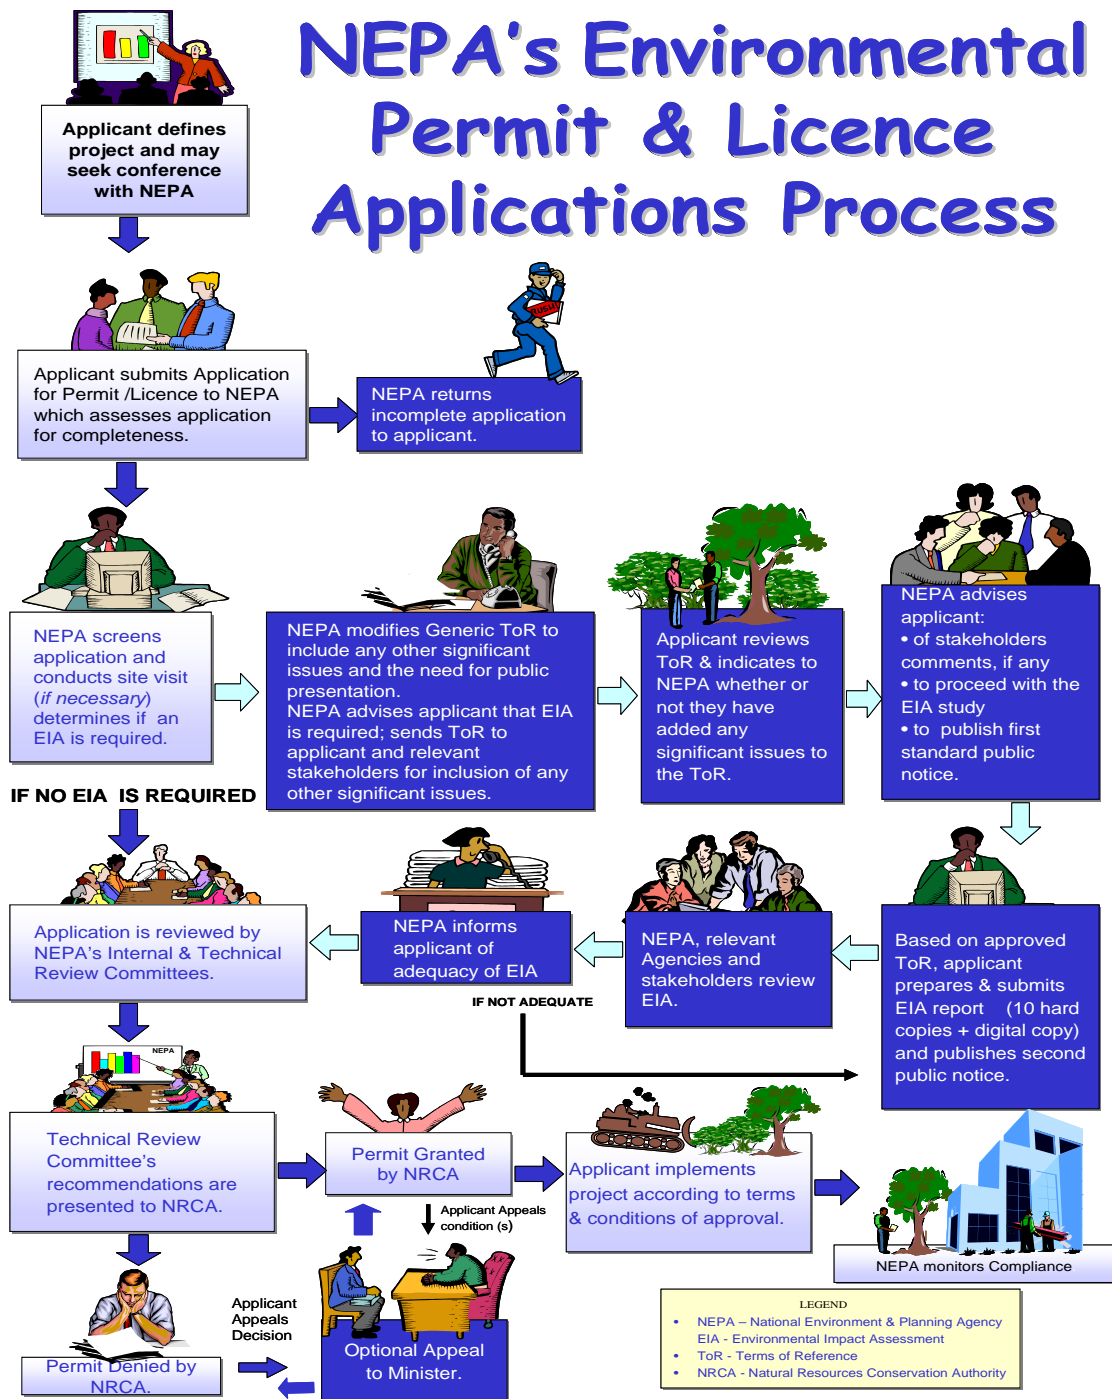 NEPA's Environmental
Permit & Licence
Applications Process
Applicant defines
project and may
seek conference
with NEPA
RUSH!
Applicant submits Application
for Permit /Licence to NEPA
which assesses application
for completeness.
NEPA returns
incomplete application
to applicant.
NEPA screens
application and
conducts site visit
(if necessary)
determines if an
EIA is required.
NEPA modifies Generic ToR to
include any other significant
issues and the need for public
presentation.
NEPA advises applicant that EIA
is required; sends ToR to
applicant and relevant
stakeholders for inclusion of any
other significant issues.
Applicant reviews
ToR & indicates to
NEPA whether or
not they have
added any
significant issues to
the ToR.
NEPA advises
applicant:
• of stakeholders
comments, if any
• to proceed with the
EIA study
• to publish first
standard public
notice.
IF NO EIA IS REQUIRED
Application is reviewed by
NEPA's Internal & Technical
Review Committees.
NEPA informs
applicant of
adequacy of EIA
NEPA, relevant
Agencies and
stakeholders review
EIA.
Based on approved
ToR, applicant
prepares & submits
EIA report (10 hard
copies + digital copy)
and publishes second
public notice.
IF NOT ADEQUATE
NEPA
Technical Review
Committee's
recommendations are
presented to NRCA.
Permit Granted
by NRCA
Applicant implements
project according to terms
& conditions of approval.
NEPA monitors Compliance
Applicant Appeals
condition (s)
Applicant
Appeals
Decision
Permit Denied by
NRCA.
Optional Appeal
to Minister.
LEGEND
• NEPA – National Environment & Planning Agency
EIA - Environmental Impact Assessment
• ToR - Terms of Reference
• NRCA - Natural Resources Conservation Authority